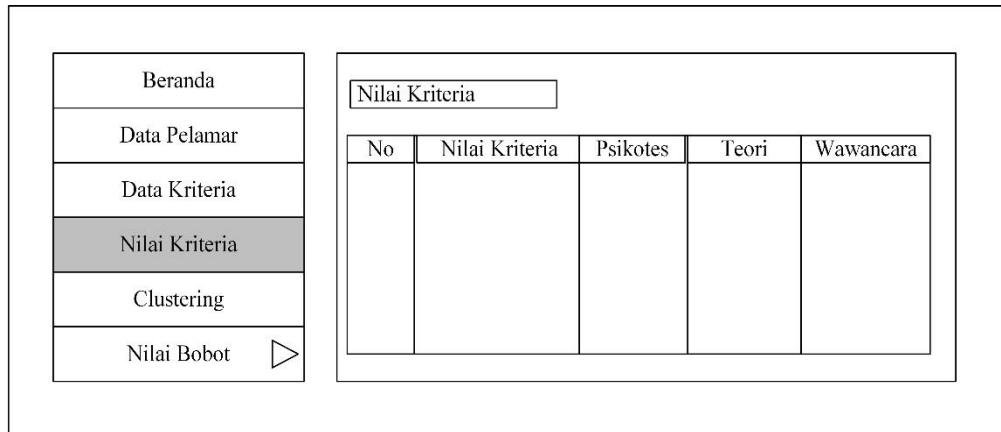 Beranda
Data Pelamar
Data Kriteria
Nilai Kriteria
Clustering
Nilai Bobot
Nilai Kriteria
No Nilai Kriteria Psikotes Teori Wawancara